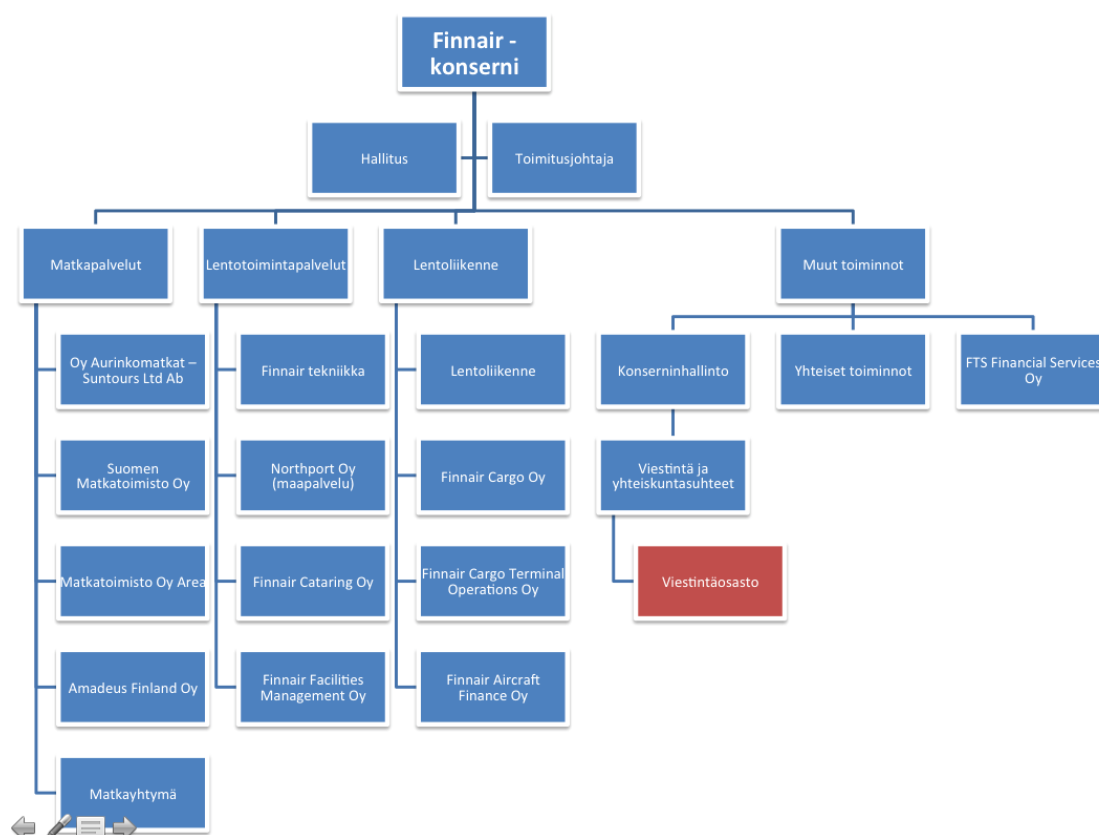 Finnair -
konserni
Hallitus
Toimitusjohtaja
Matkapalvelut
Lentotoimintapalvelut
Lentoliikenne
Muut toiminnot
Oy Aurinkomatkat –
Suntours Ltd Ab
Finnair tekniikka
Lentoliikenne
Konserninhallinto
Yhteiset toiminnot
FTS Financial Services
Oy
Suomen
Matkatoimisto Oy
Northport Oy
(maapalvelu)
Finnair Cargo Oy
Viestintä ja
yhteiskuntasuhteet
Matkatoimisto Oy Area
Finnair Cataring Oy
Finnair Cargo Terminal
Operations Oy
Viestintäosasto
Amadeus Finland Oy
Finnair Facilities
Management Oy
Finnair Aircraft
Finance Oy
Matkayhtymä